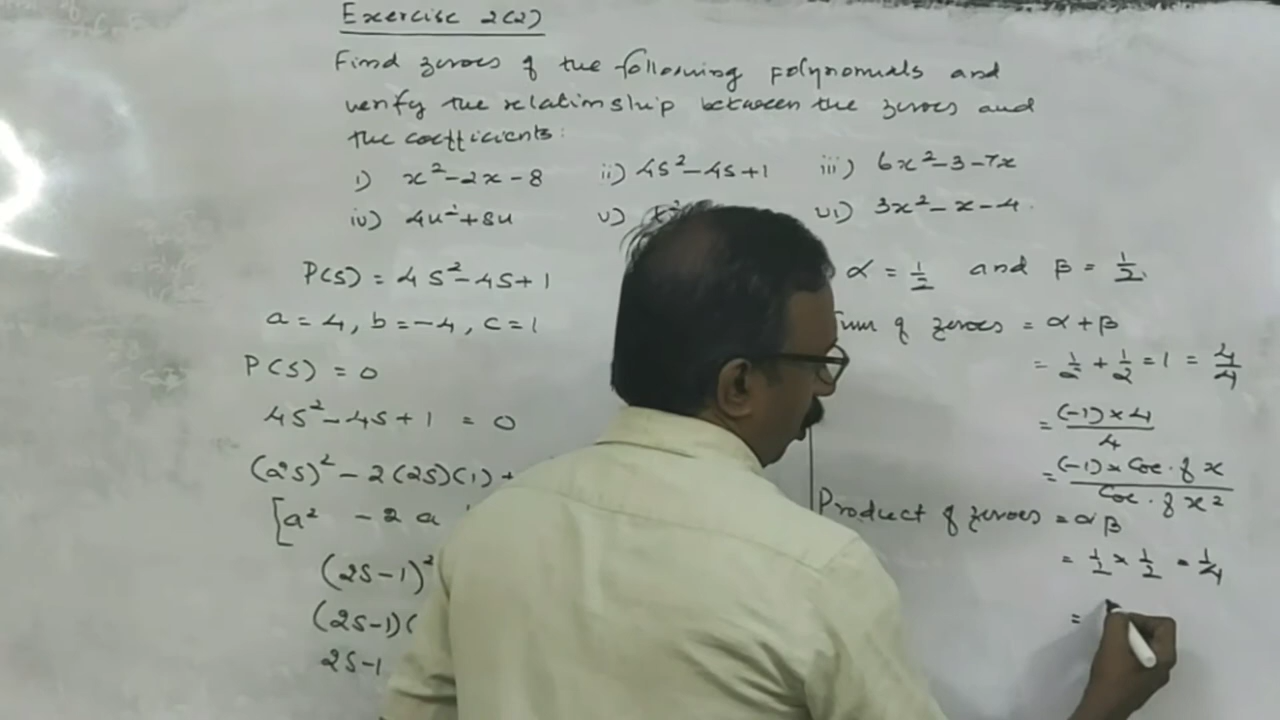 Exercise 2(2)
Find zeroes of the following polynomials and
verify the relationship between the zeroes and
the coefficients:
i) x²-2x-8 ii) 4s²-4s+1 iii) 6x²-3-7x
iv) 4u²+8u v) vi) 3x²-x-4.
P(s) = 4s²-4s+1
a=4, b=-4, c=1
P(s) = 0
4s²-4s+1 = 0
(2s)²-2(2s)(1)+
[a² -2a
(2s-1)²
(2s-1)(
2s-1
α = 1/2 and β = 1/2.
Sum of zeroes = α+β
= 1/2 + 1/2 = 1 = 4/4
= (-1)×4/4
= (-1)×Coe. of x/Coe. of x²
Product of zeroes = αβ
= 1/2 × 1/2 = 1/4
=